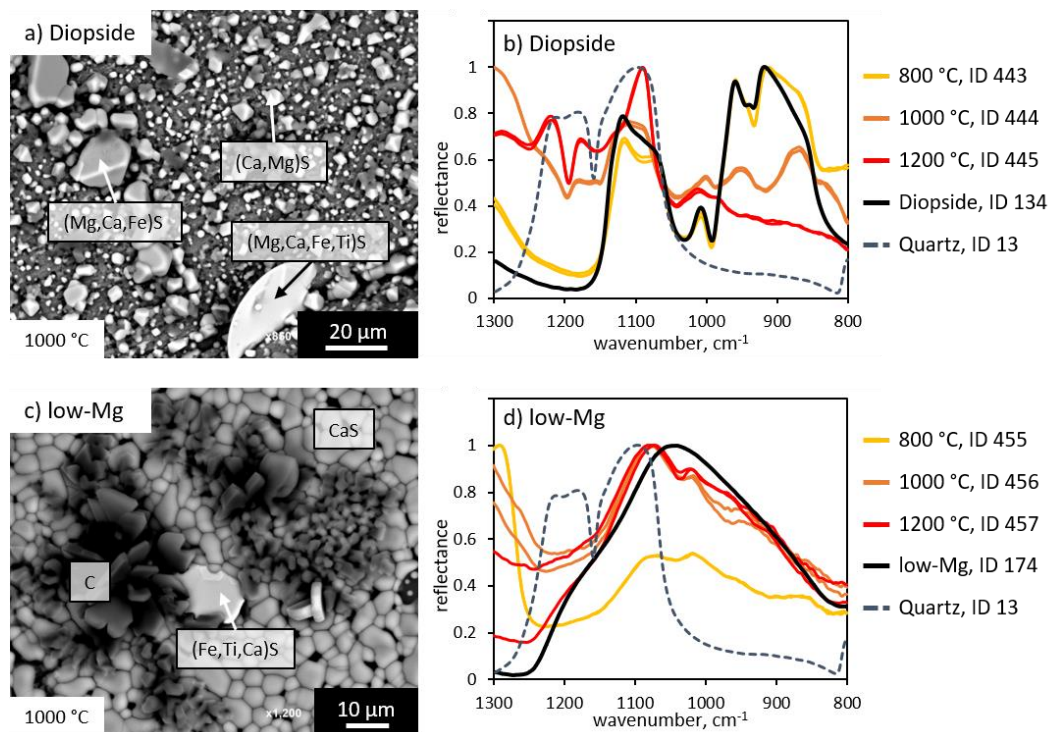 a) Diopside
(Ca,Mg)S
(Mg,Ca,Fe)S
(Mg,Ca,Fe,Ti)S
x850
1000 °C
20 µm
b) Diopside
1
0.8
0.6
0.4
0.2
0
reflectance
1300
1200
1100
1000
900
800
wavenumber, cm-1
800 °C, ID 443
1000 °C, ID 444
1200 °C, ID 445
Diopside, ID 134
Quartz, ID 13
c) low-Mg
CaS
C
(Fe,Ti,Ca)S
1000 °C
x1,200
10 µm
d) low-Mg
1
0.8
0.6
0.4
0.2
0
reflectance
1300
1200
1100
1000
900
800
wavenumber, cm-1
800 °C, ID 455
1000 °C, ID 456
1200 °C, ID 457
low-Mg, ID 174
Quartz, ID 13